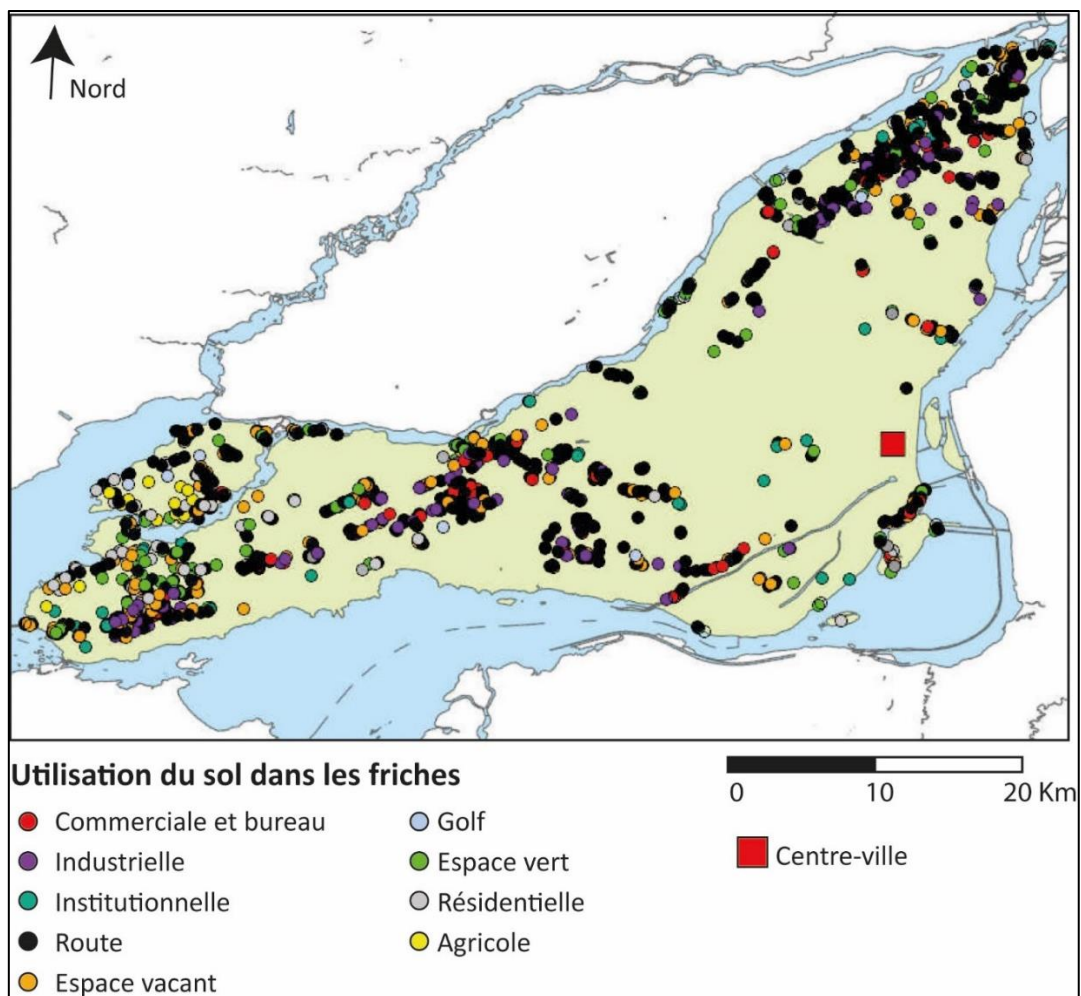 Nord
Utilisation du sol dans les friches
Commerciale et bureau
Industrielle
Institutionnelle
Route
Espace vacant
Golf
Espace vert
Résidentielle
Agricole
0 10 20 Km
Centre-ville